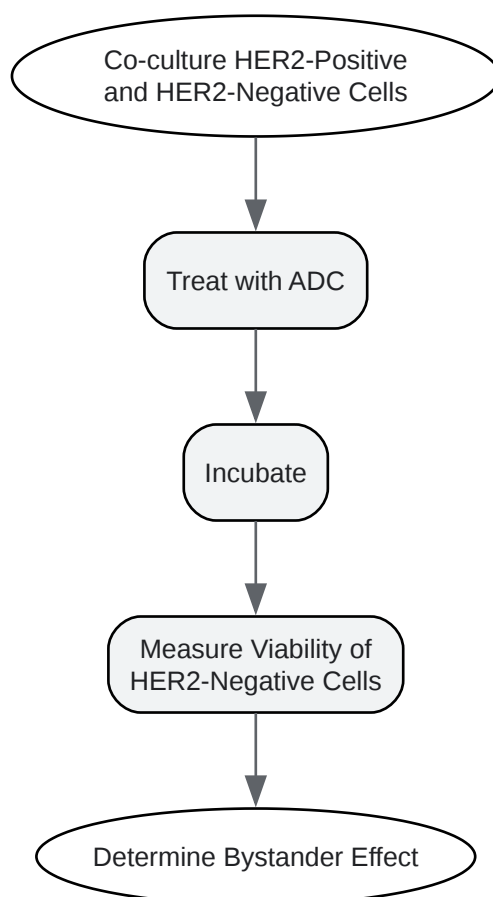 Co-culture HER2-Positive
and HER2-Negative Cells
Treat with ADC
Incubate
Measure Viability of
HER2-Negative Cells
Determine Bystander Effect